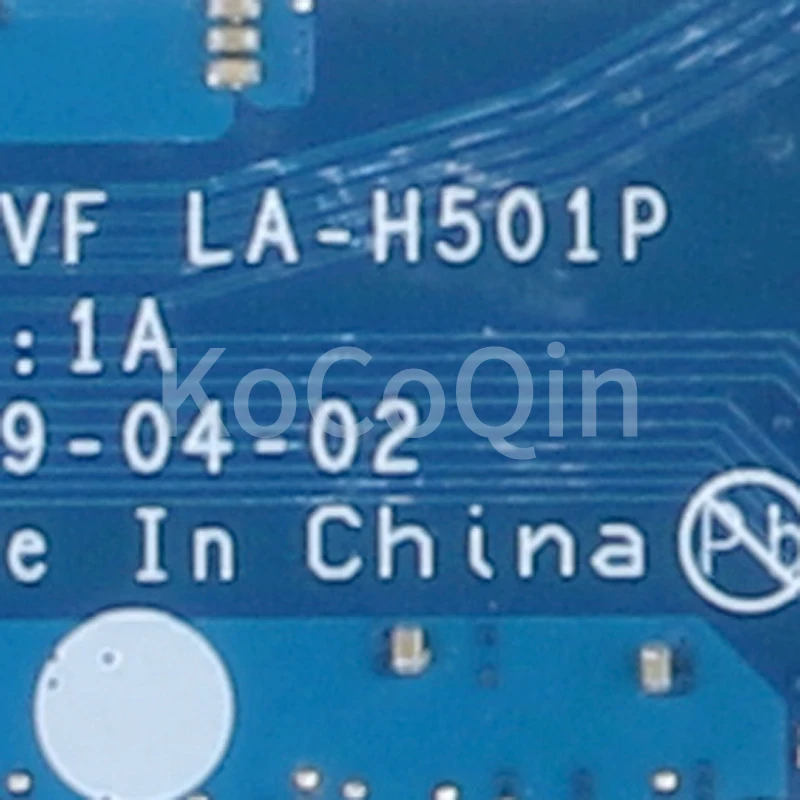 VF LA-H501P
:1A
KoCoQin
9-04-02
e In China
Pb